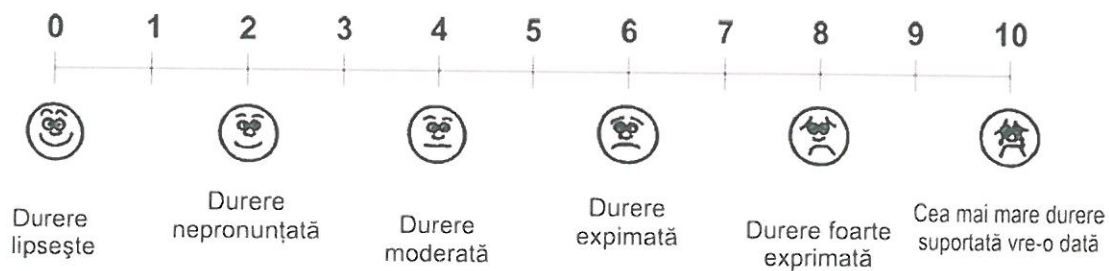 0 1 2 3 4 5 6 7 8 9 10
Durere
lipsește
Durere
nepronunțată
Durere
moderată
Durere
expimată
Durere foarte
exprimată
Cea mai mare durere
suportată vre-o dată